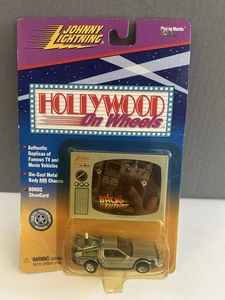 JOHNNY
LIGHTNING
Playing Mantis
HOLLYWOOD
On Wheels
Authentic
Replicas of
Famous TV and
Movie Vehicles
Die-Cast Metal
Body AND Chassis
BONUS
ShowCard
BACK
TO THE
FUTURE
WARNING: